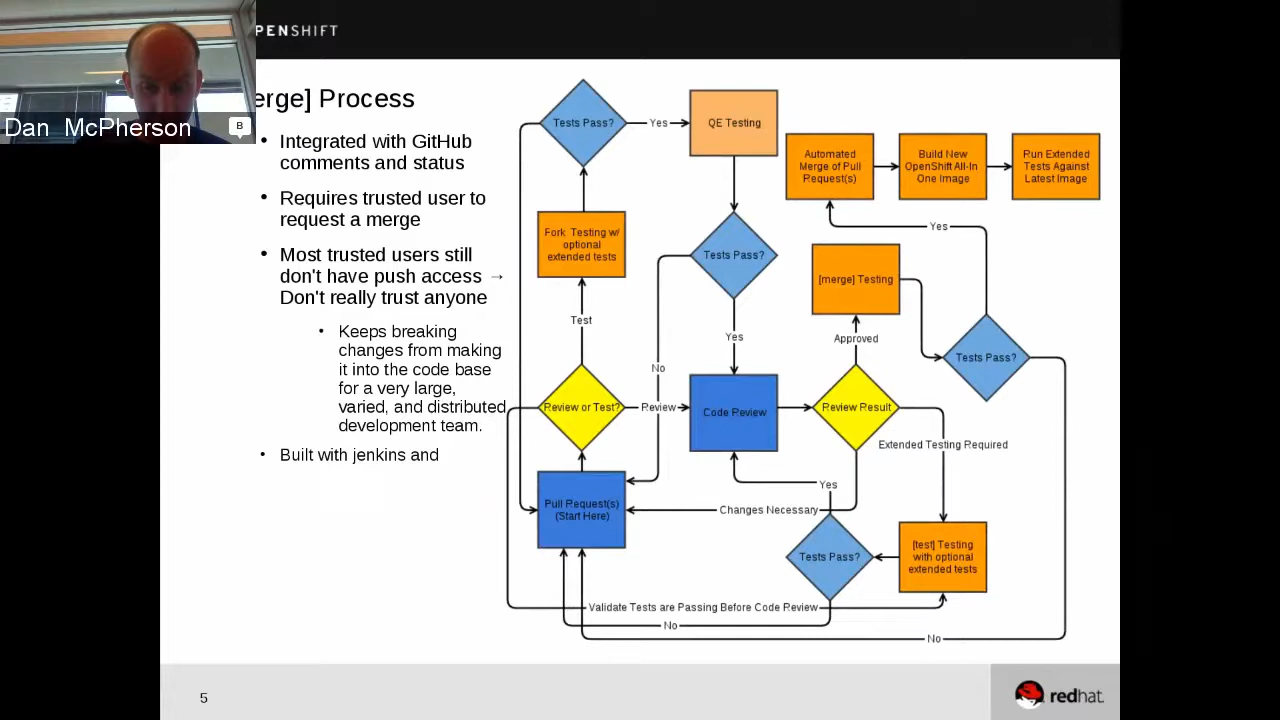 PENSHIFT
Dan McPherson
B
erge] Process
• Integrated with GitHub
comments and status
• Requires trusted user to
request a merge
• Most trusted users still
don't have push access →
Don't really trust anyone
• Keeps breaking
changes from making
it into the code base
for a very large,
varied, and distributed
development team.
• Built with jenkins and
Tests Pass?
Yes
QE Testing
Automated
Merge of Pull
Request(s)
Build New
OpenShift All-In
One Image
Run Extended
Tests Against
Latest Image
Fork Testing w/
optional
extended tests
Tests Pass?
Yes
[merge] Testing
Test
Yes
Approved
Tests Pass?
No
Review or Test?
Review
Code Review
Review Result
Extended Testing Required
Yes
Pull Request(s)
(Start Here)
Changes Necessary
Tests Pass?
[test] Testing
with optional
extended tests
Validate Tests are Passing Before Code Review
No
No
5
redhat.